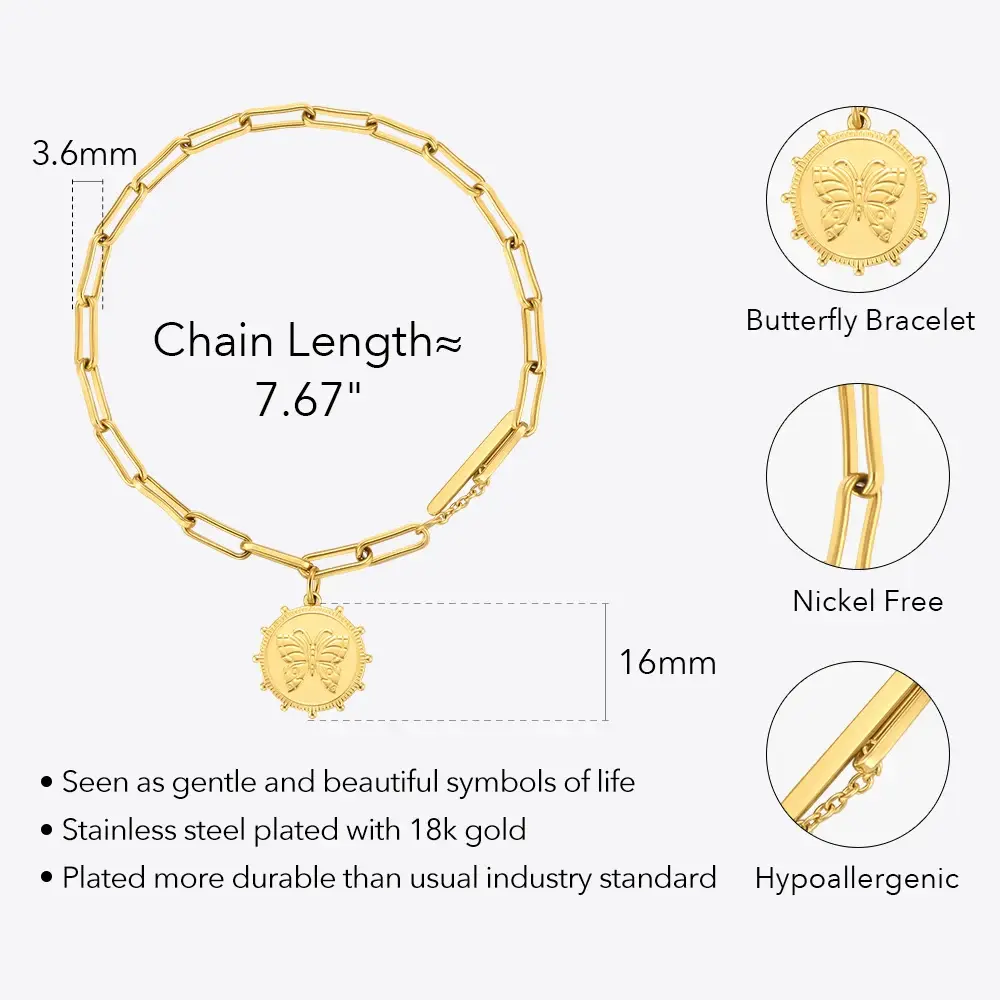 3.6mm
Chain Length≈
7.67"
Butterfly Bracelet
Nickel Free
16mm
• Seen as gentle and beautiful symbols of life
• Stainless steel plated with 18k gold
• Plated more durable than usual industry standard
Hypoallergenic